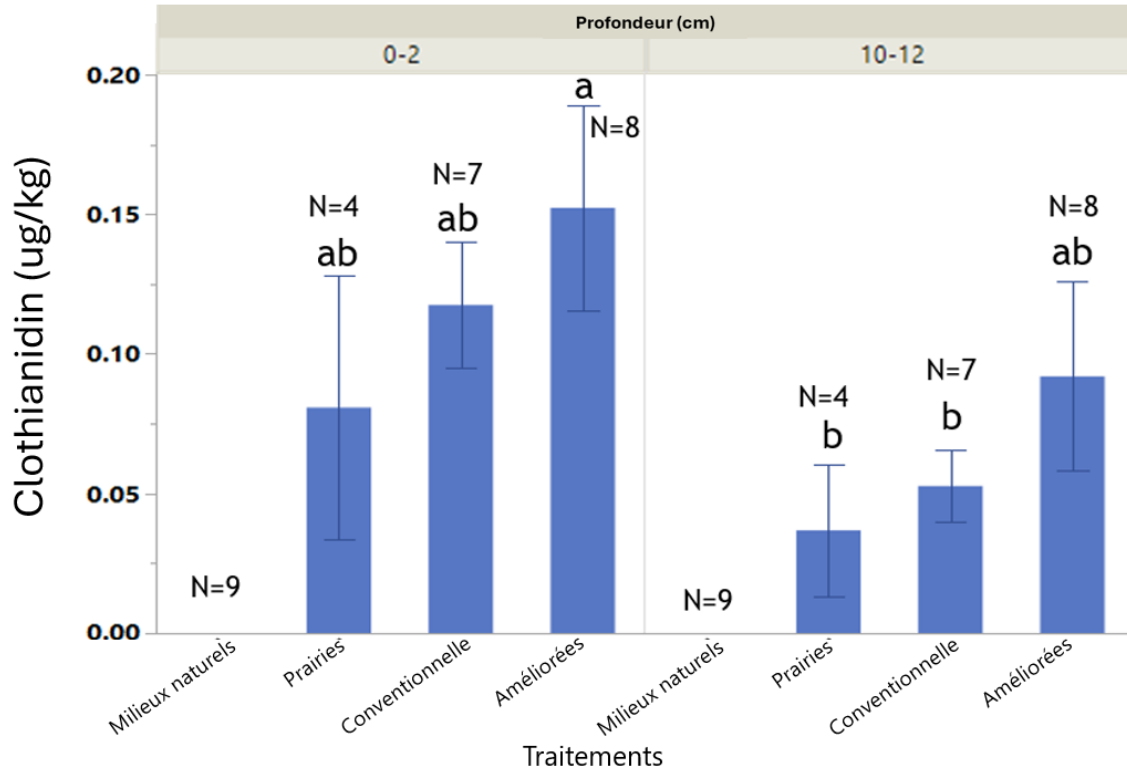 Profondeur (cm)
0-2
10-12
Clothianidin (ug/kg)
0.20
0.15
0.10
0.05
0.00
N=9
N=4
ab
N=7
ab
a
N=8
N=9
N=4
b
N=7
b
N=8
ab
Milieux naturels
Prairies
Conventionnelle
Améliorées
Milieux naturels
Prairies
Conventionnelle
Améliorées
Traitements